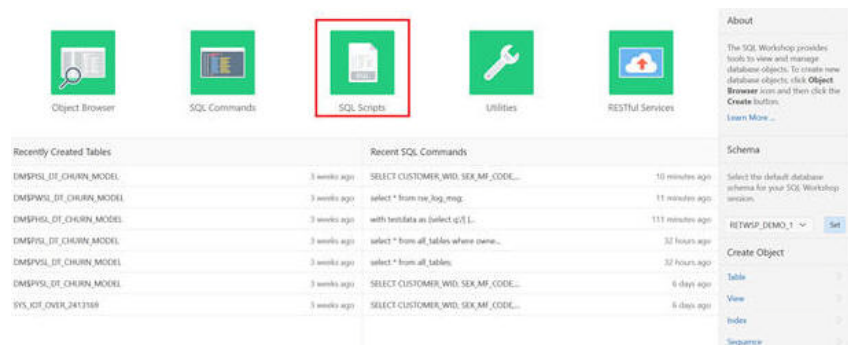 About
The SQL Workshop provides
tools to view and manage
database objects. To create new
database objects, click Object
Browser icon and then click the
Create button.
Learn More ...
Object Browser
SQL Commands
SQL Scripts
Utilities
RESTful Services
Recently Created Tables
Recent SQL Commands
Schema
DM$PISL_DT_CHURN_MODEL 3 weeks ago
SELECT CUSTOMER_WID, SEX_MF_CODE,... 10 minutes ago
DM$PWSL_DT_CHURN_MODEL 3 weeks ago
select * from rse_log_msg; 11 minutes ago
DM$PHSL_DT_CHURN_MODEL 3 weeks ago
with testdata as (select 111 minutes ago
3 weeks ago
select * from all_tables where owne... 32 hours ago
DM$PVSL_DT_CHURN_MODEL 3 weeks ago
select * from all_tables; 32 hours ago
DM$PYSL_DT_CHURN_MODEL 3 weeks ago
SELECT CUSTOMER_WID, SEX_MF_CODE,... 6 days ago
SYS_IOT_OVER_2413169 3 weeks ago
SELECT CUSTOMER_WID, SEX_MF_CODE,... 6 days ago
Select the default database
schema for your SQL Workshop
session.
RETWSP_DEMO_1 Set
Create Object
Table
View
Index
Sequence